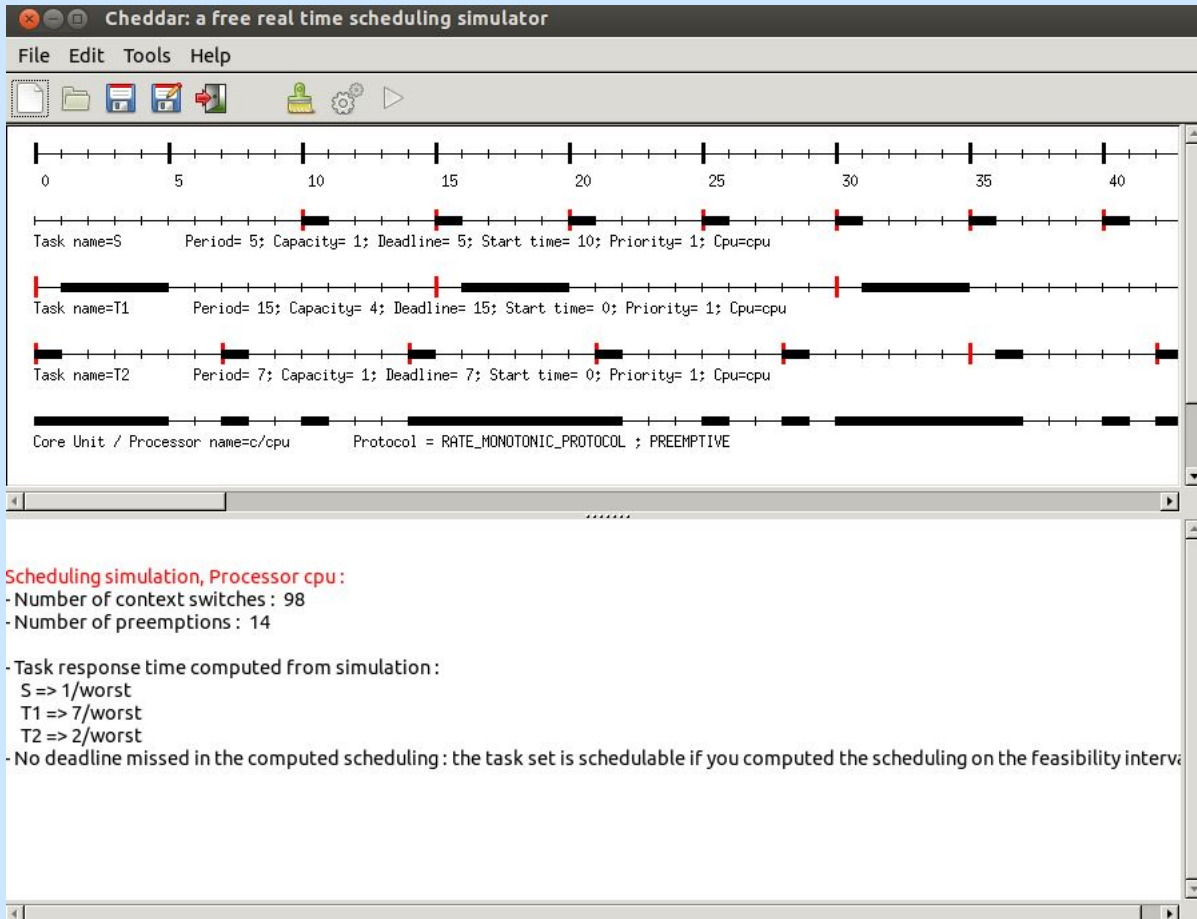 Cheddar: a free real time scheduling simulator
File Edit Tools Help
0 5 10 15 20 25 30 35 40
Task name=S Period= 5; Capacity= 1; Deadline= 5; Start time= 10; Priority= 1; Cpu=cpu
Task name=T1 Period= 15; Capacity= 4; Deadline= 15; Start time= 0; Priority= 1; Cpu=cpu
Task name=T2 Period= 7; Capacity= 1; Deadline= 7; Start time= 0; Priority= 1; Cpu=cpu
Core Unit / Processor name=c/cpu Protocol = RATE_MONOTONIC_PROTOCOL ; PREEMPTIVE
Scheduling simulation, Processor cpu :
- Number of context switches : 98
- Number of preemptions : 14
- Task response time computed from simulation :
S => 1/worst
T1 => 7/worst
T2 => 2/worst
- No deadline missed in the computed scheduling : the task set is schedulable if you computed the scheduling on the feasibility